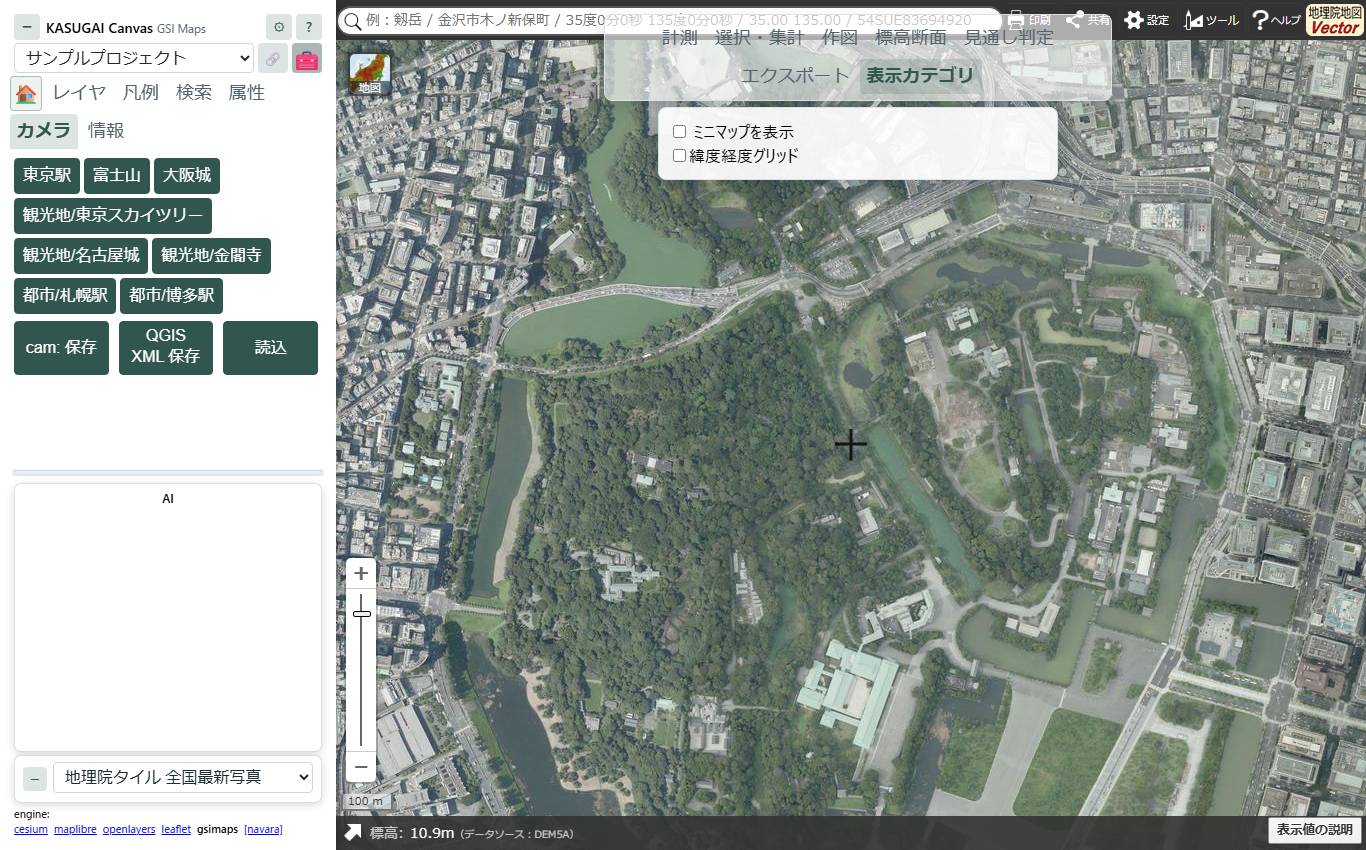 − KASUGAI Canvas GSI Maps ⚙ ?
サンプルプロジェクト
レイヤ 凡例 検索 属性
カメラ 情報
東京駅 富士山 大阪城
観光地/東京スカイツリー
観光地/名古屋城 観光地/金閣寺
都市/札幌駅 都市/博多駅
cam: 保存
QGIS
XML 保存
読込
AI
− 地理院タイル 全国最新写真
engine:
cesium maplibre openlayers leaflet gsimaps [navara]
例：剱岳 / 金沢市木ノ新保町 / 35度0分0秒 135度0分0秒 / 35.00 135.00 / 54SUE83694920
印刷 共有 設定 ツール ヘルプ
地理院地図
Vector
地図
計測 選択・集計 作図 標高断面 見通し判定
エクスポート 表示カテゴリ
ミニマップを表示
緯度経度グリッド
+
−
100 m
標高: 10.9m (データソース：DEM5A)
表示値の説明